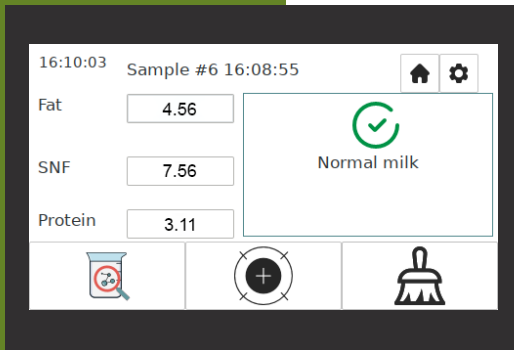 16:10:03 Sample #6 16:08:55
Fat 4.56
Normal milk
SNF 7.56
Protein 3.11